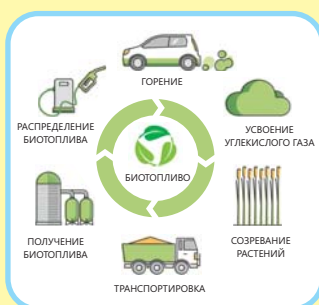 ГОРЕНИЕ
РАСПРЕДЕЛЕНИЕ
БИОТОПЛИВА
УСВОЕНИЕ
УГЛЕКИСЛОГО ГАЗА
БИОТОПЛИВО
ПОЛУЧЕНИЕ
БИОТОПЛИВА
СОЗРЕВАНИЕ
РАСТЕНИЙ
ТРАНСПОРТИРОВКА